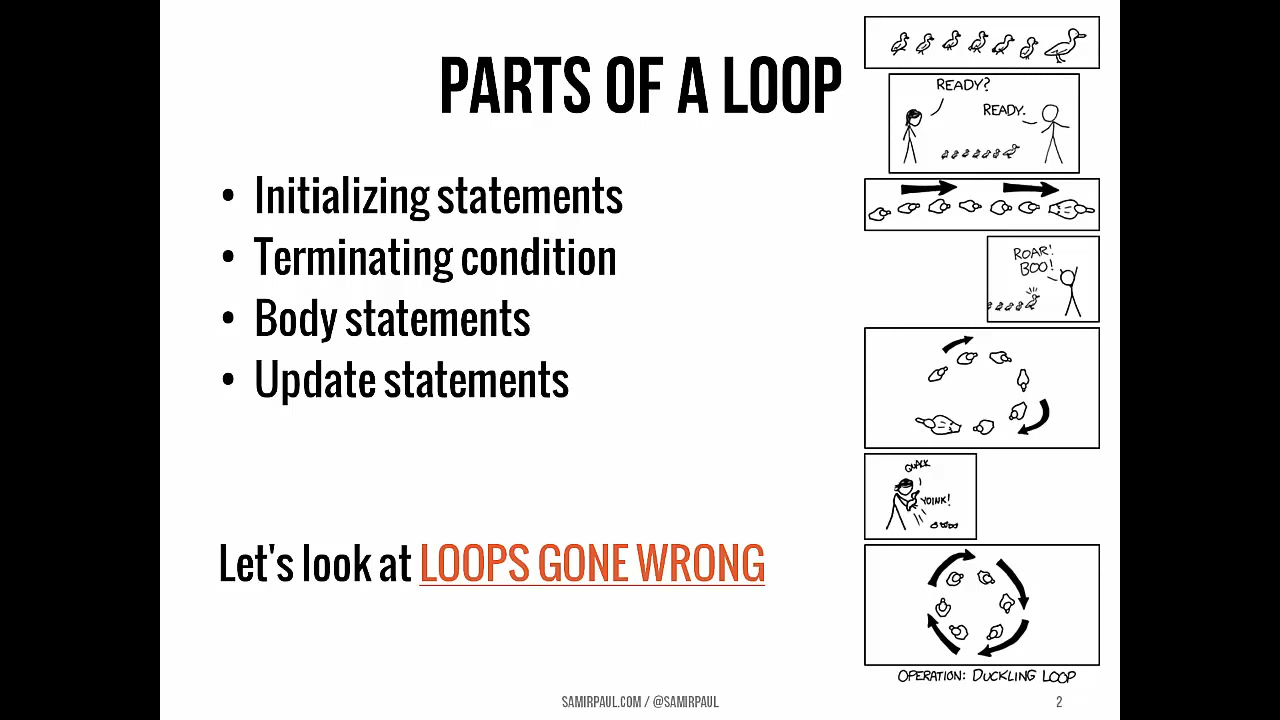 PARTS OF A LOOP
• Initializing statements
• Terminating condition
• Body statements
• Update statements
Let's look at LOOPS GONE WRONG
READY?
READY.
ROAR!
BOO!
QUACK
YOINK!
OPERATION: DUCKLING LOOP
SAMIRPAUL.COM / @SAMIRPAUL
2